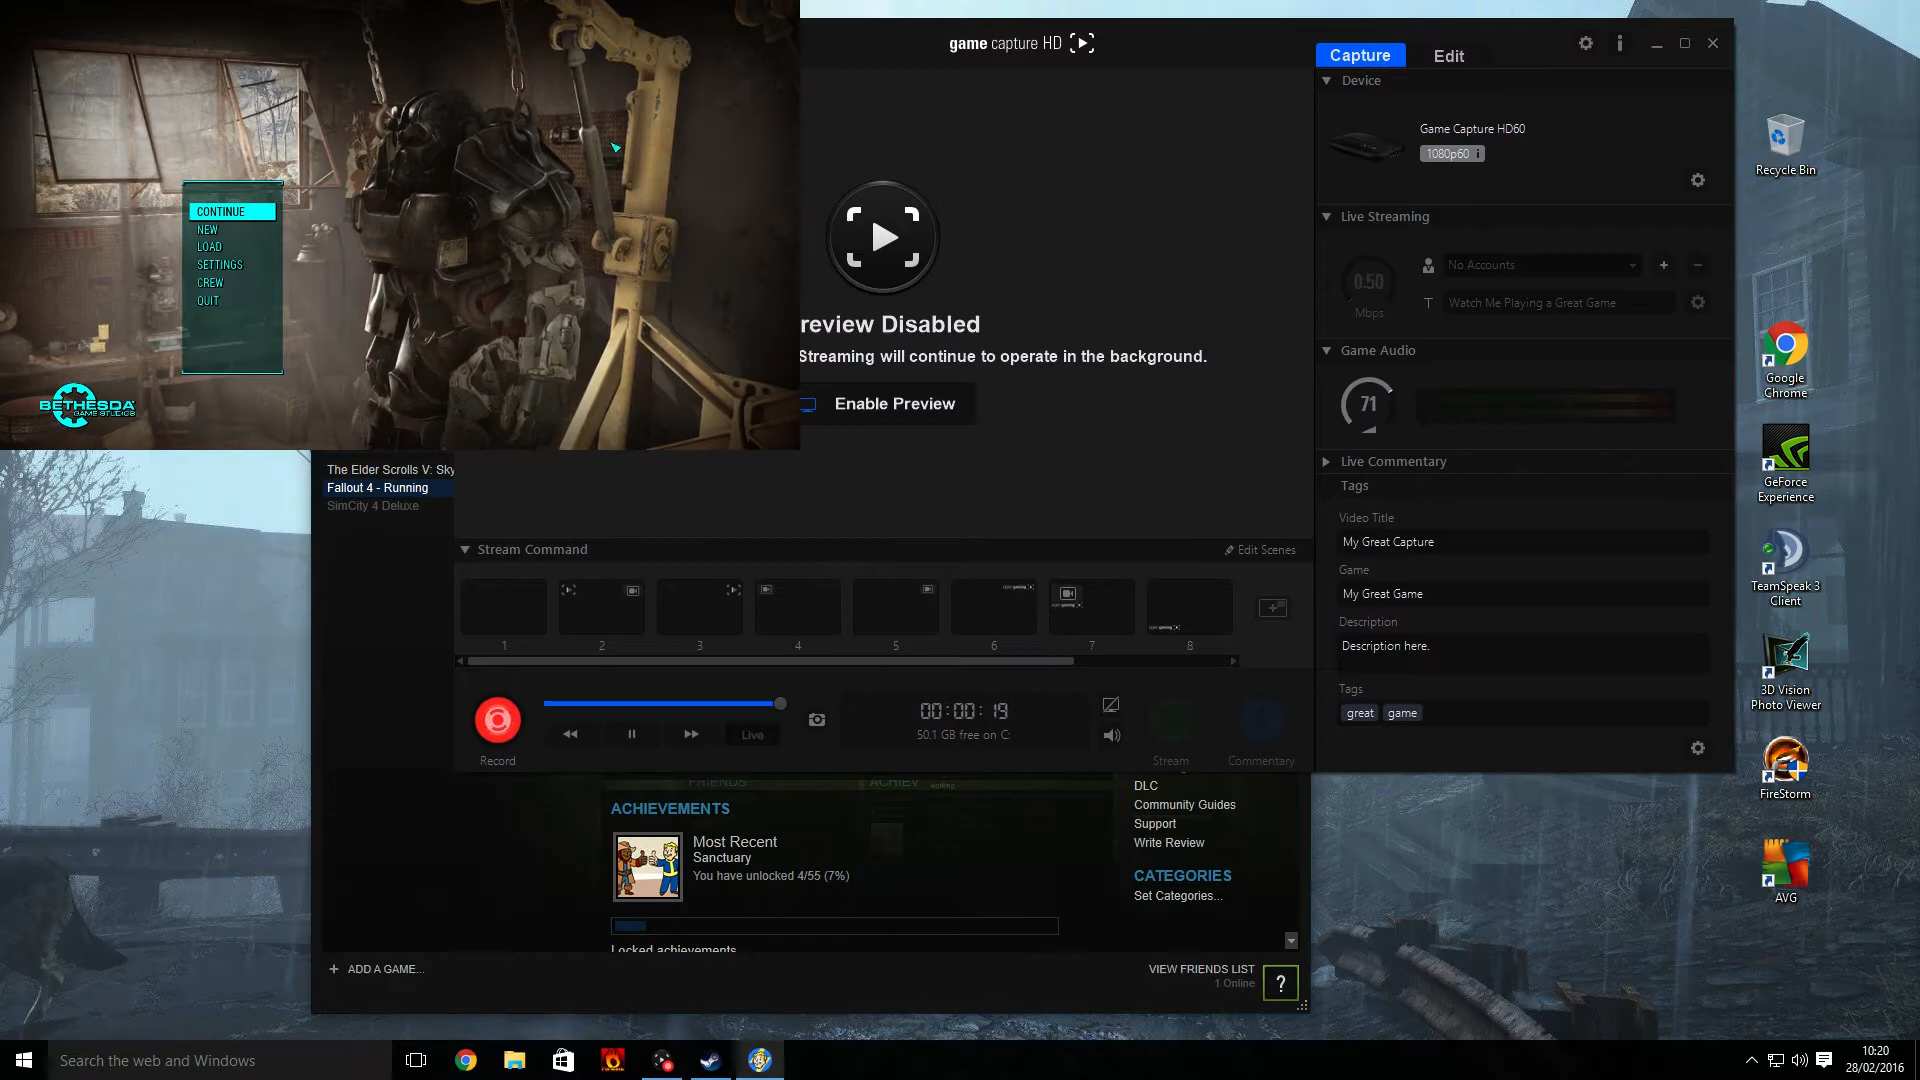 game capture HD
Capture
Edit
Device
Game Capture HD60
1080p60 i
Live Streaming
0.50
Mbps
No Accounts
T Watch Me Playing a Great Game
Game Audio
71
Live Commentary
Tags
Video Title
My Great Capture
Game
My Great Game
Description
Description here.
Tags
great game
CONTINUE
NEW
LOAD
SETTINGS
CREW
QUIT
BETHESDA
GAME STUDIOS
review Disabled
Streaming will continue to operate in the background.
Enable Preview
The Elder Scrolls V: Sky
Fallout 4 - Running
SimCity 4 Deluxe
Stream Command
Edit Scenes
1 2 3 4 5 6 7 8
Record
Live
00:00:19
50.1 GB free on C:
Stream
Commentary
FRIENDS
ACHIEV
working
ACHIEVEMENTS
Most Recent
Sanctuary
You have unlocked 4/55 (7%)
Locked achievements
DLC
Community Guides
Support
Write Review
CATEGORIES
Set Categories...
+ ADD A GAME...
VIEW FRIENDS LIST
1 Online
?
Recycle Bin
Google
Chrome
GeForce
Experience
TeamSpeak 3
Client
3D Vision
Photo Viewer
FireStorm
AVG
Search the web and Windows
10:20
28/02/2016